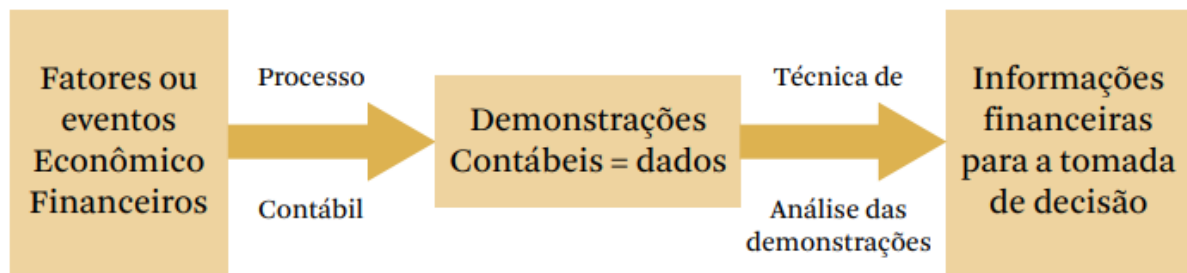 Fatores ou
eventos
Econômico
Financeiros
Processo
Contábil
Demonstrações
Contábeis = dados
Técnica de
Análise das
demonstrações
Informações
financeiras
para a tomada
de decisão